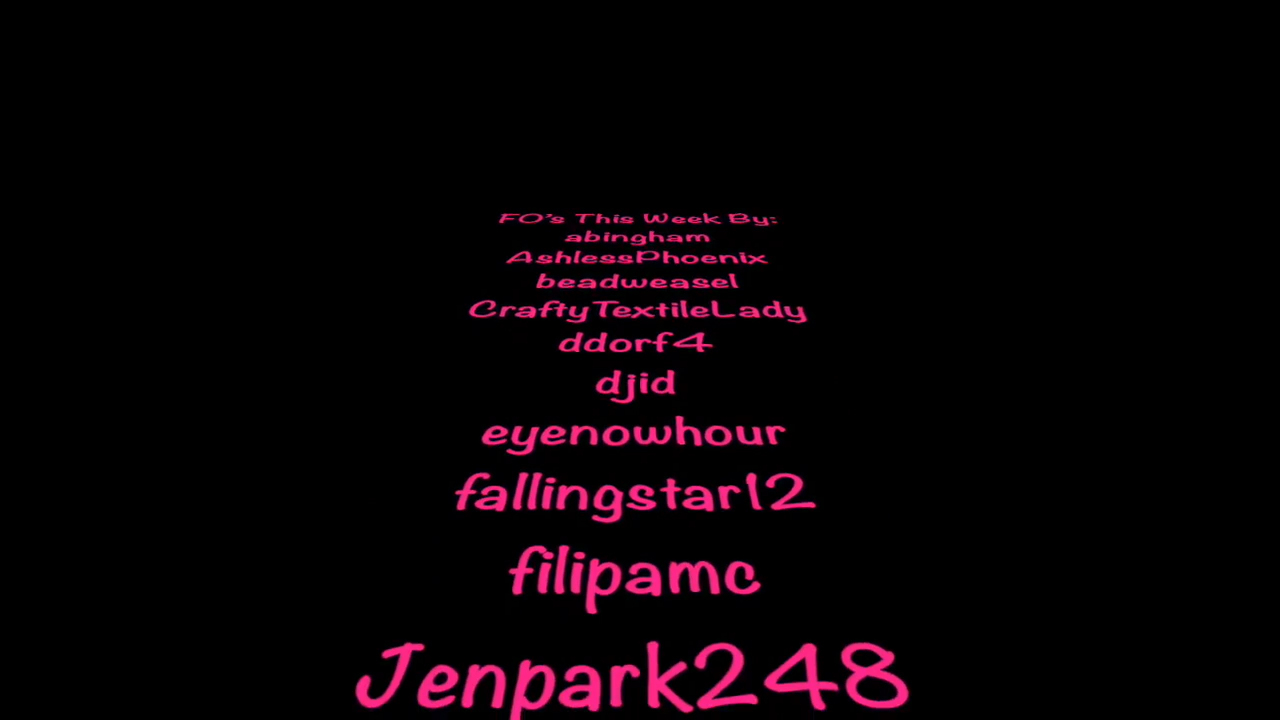 FO's This Week By:
abingham
AshlessPhoenix
beadweasel
CraftyTextileLady
ddorf4
djid
eyenowhour
fallingstar12
filipamc
Jenpark248